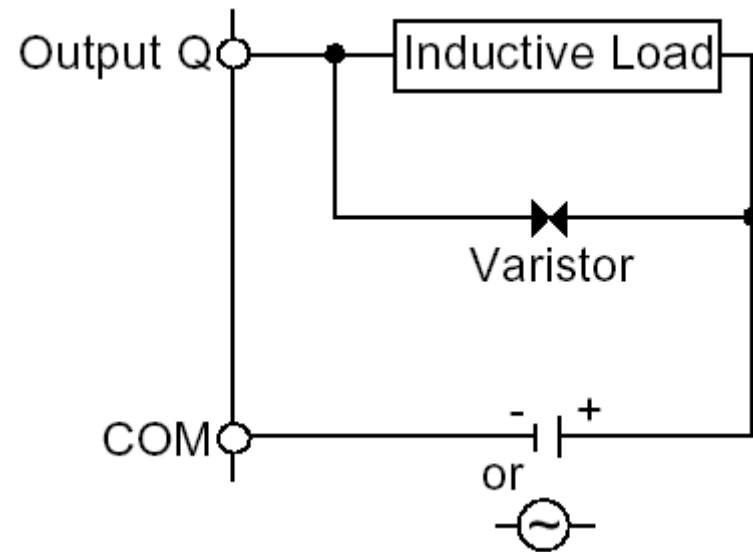 Output Q
Inductive Load
Varistor
- +
COM
or
~